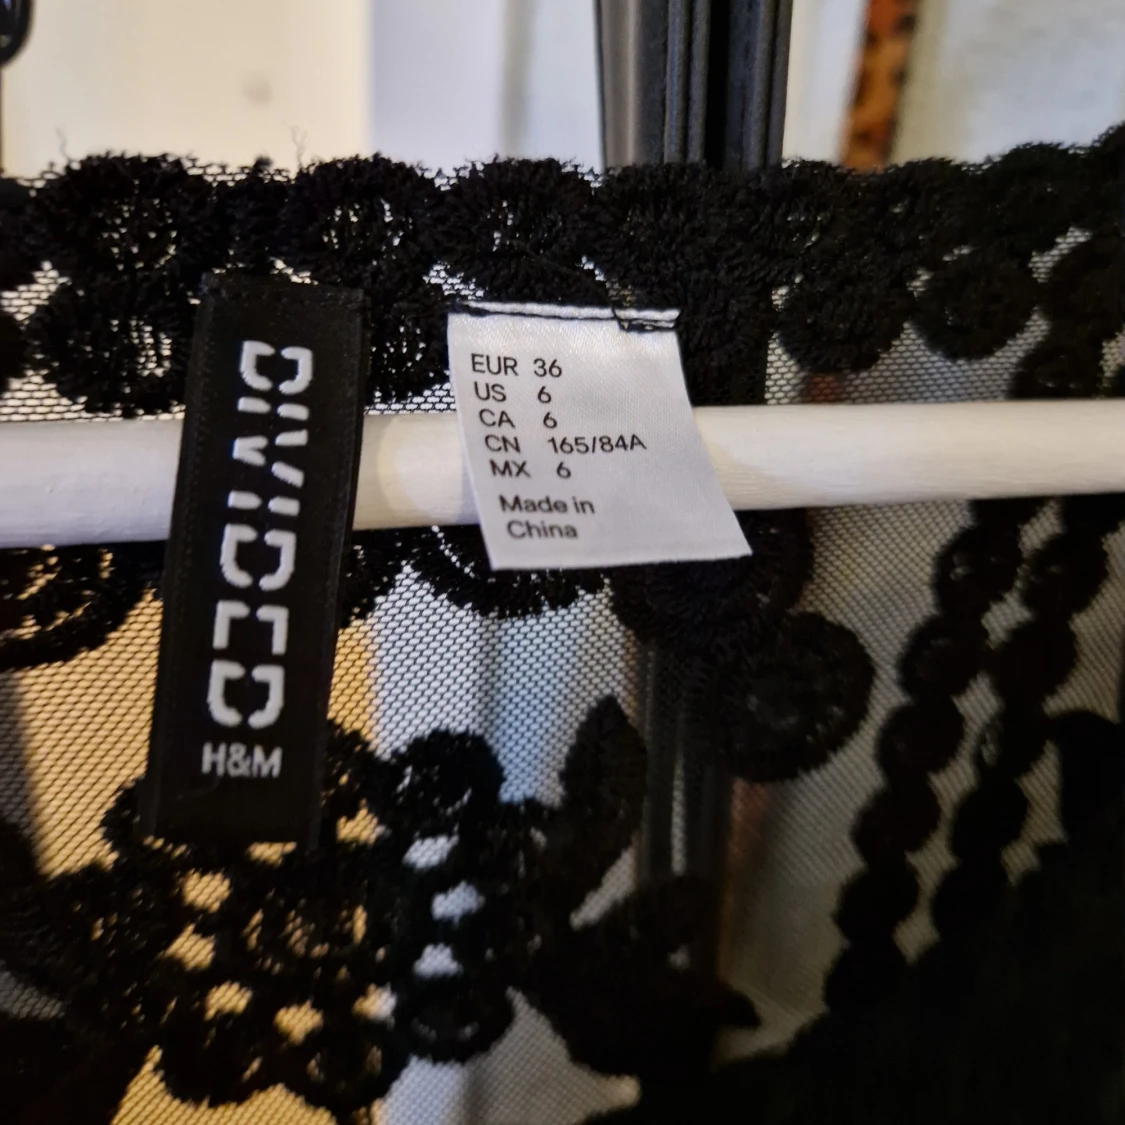 DIVIDED
H&M
EUR 36
US 6
CA 6
CN 165/84A
MX 6
Made in
China